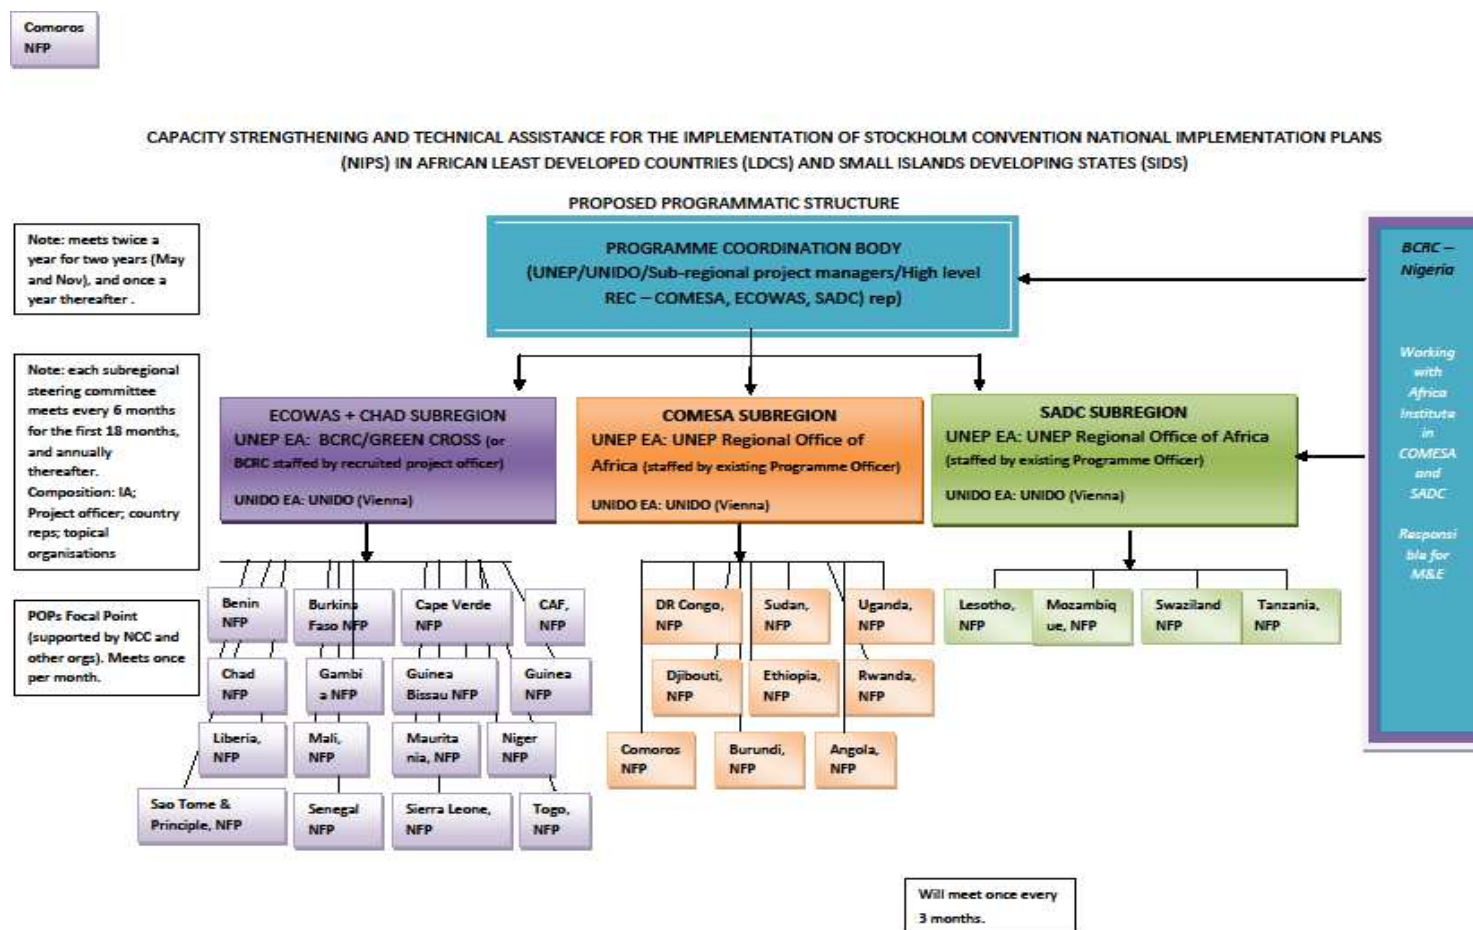 Comoros
NFP
CAPACITY STRENGTHENING AND TECHNICAL ASSISTANCE FOR THE IMPLEMENTATION OF STOCKHOLM CONVENTION NATIONAL IMPLEMENTATION PLANS
(NIPS) IN AFRICAN LEAST DEVELOPED COUNTRIES (LDCS) AND SMALL ISLANDS DEVELOPING STATES (SIDS)
PROPOSED PROGRAMMATIC STRUCTURE
Note: meets twice a
year for two years (May
and Nov), and once a
year thereafter .
PROGRAMME COORDINATION BODY
(UNEP/UNIDO/Sub-regional project managers/High level
REC – COMESA, ECOWAS, SADC) rep)
BCRC –
Nigeria
Working
with
Africa
Institute
in
COMESA
and
SADC
Responsi
ble for
M&E
Note: each subregional
steering committee
meets every 6 months
for the first 18 months,
and annually
thereafter.
Composition: IA;
Project officer; country
reps; topical
organisations
ECOWAS + CHAD SUBREGION
UNEP EA: BCRC/GREEN CROSS (or
BCRC staffed by recruited project officer)
UNIDO EA: UNIDO (Vienna)
COMESA SUBREGION
UNEP EA: UNEP Regional Office of
Africa (staffed by existing Programme Officer)
UNIDO EA: UNIDO (Vienna)
SADC SUBREGION
UNEP EA: UNEP Regional Office of Africa
(staffed by existing Programme Officer)
UNIDO EA: UNIDO (Vienna)
POPs Focal Point
(supported by NCC and
other orgs). Meets once
per month.
Benin
NFP
Burkina
Faso NFP
Cape Verde
NFP
CAF,
NFP
Chad
NFP
Gambi
a NFP
Guinea
Bissau NFP
Guinea
NFP
Liberia,
NFP
Mali,
NFP
Maurita
nia, NFP
Niger
NFP
Sao Tome &
Principle, NFP
Senegal
NFP
Sierra Leone,
NFP
Togo,
NFP
DR Congo,
NFP
Sudan,
NFP
Uganda,
NFP
Djibouti,
NFP
Ethiopia,
NFP
Rwanda,
NFP
Comoros
NFP
Burundi,
NFP
Angola,
NFP
Lesotho,
NFP
Mozambiq
ue, NFP
Swaziland
NFP
Tanzania,
NFP
Will meet once every
3 months.